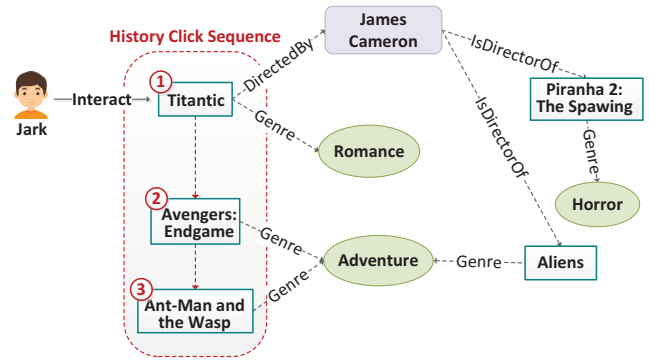 James
Cameron
History Click Sequence
DirectedBy
IsDirectorOf
1
Titantic
Interact
Jark
Piranha 2:
The Spawing
Genre
Romance
IsDirectorOf
Genre
Horror
2
Avengers:
Endgame
Genre
Adventure
Genre
Aliens
Genre
3
Ant-Man and
the Wasp